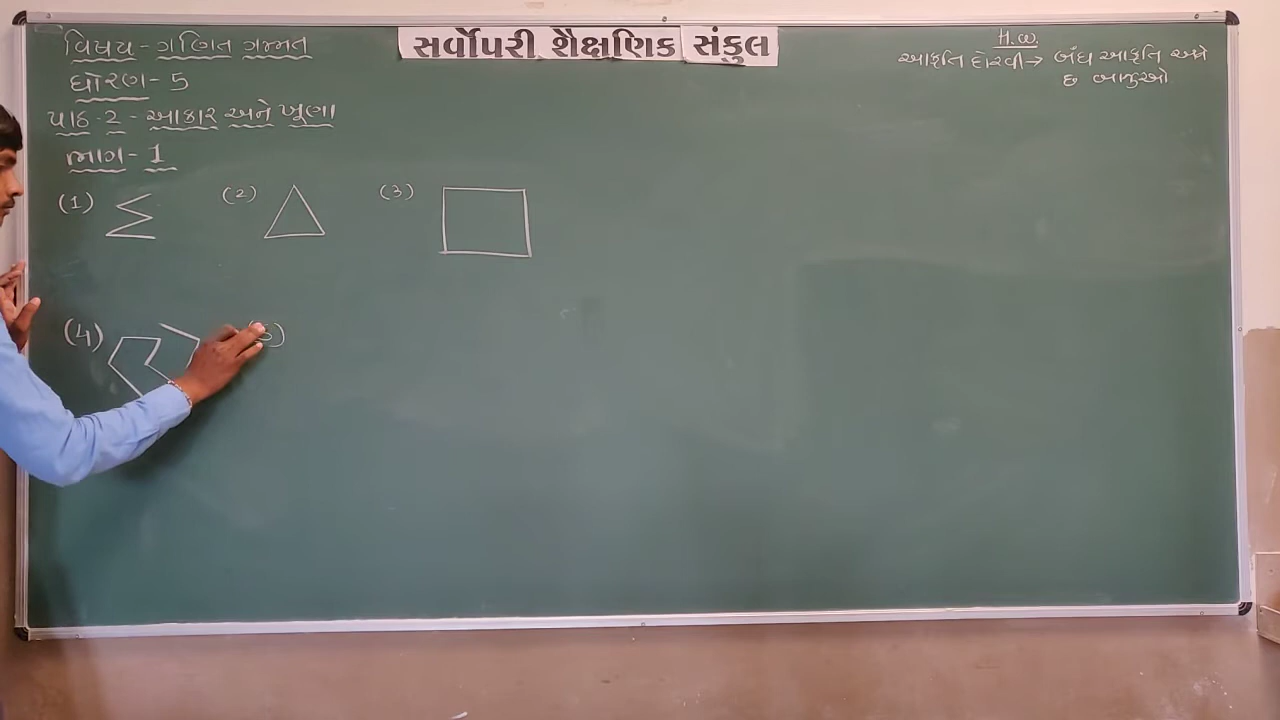 સર્વોપરી શૈક્ષણિક સંકુલ
વિષય - ગણિત ગમ્મત
ધોરણ - 5
પાઠ - 2 - આકાર અને ખૂણા
ભાગ - 1
(1) (2) (3)
(4) (5)
H.W.
આકૃતિ દોરવી → બંધ આકૃતિ અને
છ બાજુઓ